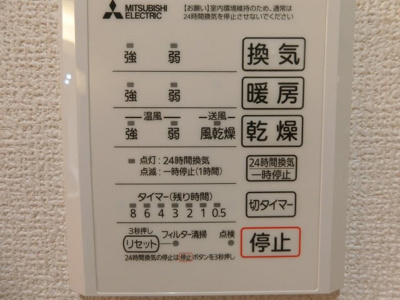 MITSUBISHI ELECTRIC
【お願い】室内環境維持のため、通常は
24時間換気を停止させないでください
強 弱 換気
強 弱 暖房
温風 送風
強 弱 風乾燥 乾燥
点灯:24時間換気
点滅:一時停止(1時間)
24時間換気
一時停止
タイマー(残り時間)
8 6 4 3 2 1 0.5
切タイマー
3秒押し
リセット フィルター清掃 点検
停止
24時間換気の停止は停止ボタンを3秒押し